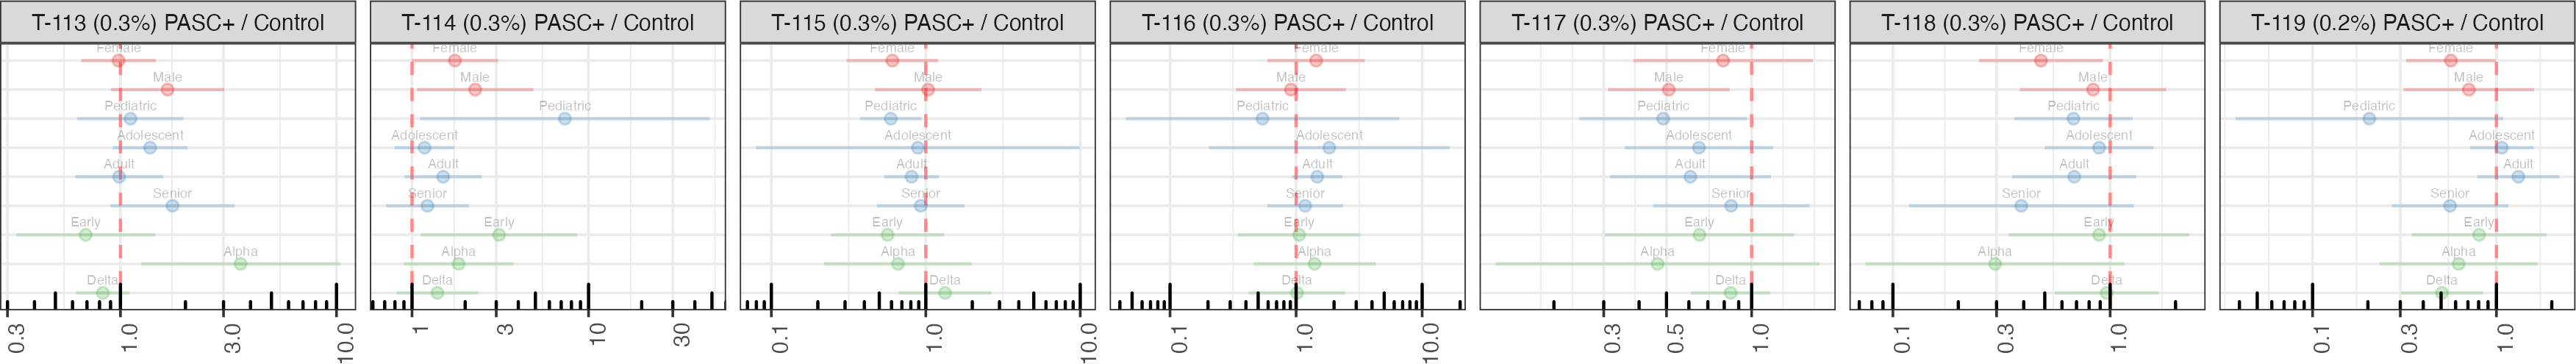 T-113 (0.3%) PASC+ / Control
Female
Male
Pediatric
Adolescent
Adult
Senior
Early
Alpha
Delta
0.3 1.0 3.0 10.0
T-114 (0.3%) PASC+ / Control
Female
Male
Pediatric
Adolescent
Adult
Senior
Early
Alpha
Delta
1 3 10 30
T-115 (0.3%) PASC+ / Control
Female
Male
Pediatric
Adolescent
Adult
Senior
Early
Alpha
Delta
0.1 1.0 10.0
T-116 (0.3%) PASC+ / Control
Female
Male
Pediatric
Adolescent
Adult
Senior
Early
Alpha
Delta
0.1 1.0 10.0
T-117 (0.3%) PASC+ / Control
Female
Male
Pediatric
Adolescent
Adult
Senior
Early
Alpha
Delta
0.3 0.5 1.0
T-118 (0.3%) PASC+ / Control
Female
Male
Pediatric
Adolescent
Adult
Senior
Early
Alpha
Delta
0.1 0.3 1.0
T-119 (0.2%) PASC+ / Control
Female
Male
Pediatric
Adolescent
Adult
Senior
Early
Alpha
Delta
0.1 0.3 1.0